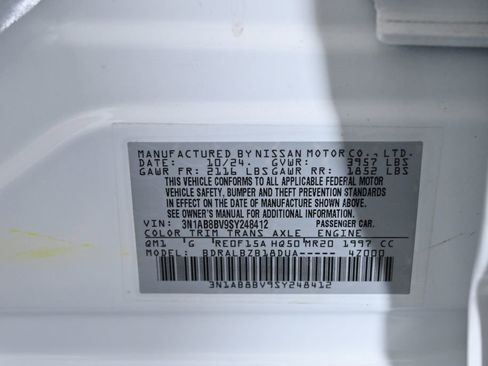 MANUFACTURED BY NISSAN MOTOR CO., LTD.
DATE: 10/24. GVWR: 3957 LBS
GAWR FR: 2116 LBS GAWR RR: 1852 LBS
THIS VEHICLE CONFORMS TO ALL APPLICABLE FEDERAL MOTOR
VEHICLE SAFETY, BUMPER AND THEFT PREVENTION STANDARDS
IN EFFECT ON THE DATE OF MANUFACTURE SHOWN ABOVE.
SEE OWNER'S MANUAL FOR ADDITIONAL INFORMATION.
VIN: 3N1AB8BV9SY248412 PASSENGER CAR.
COLOR TRIM TRANS AXLE ENGINE
QM1 G RE0F15A HQ50 MR20 1997 CC
MODEL: BDRALBZB18DUA----- 4Z000
3N1AB8BV9SY248412